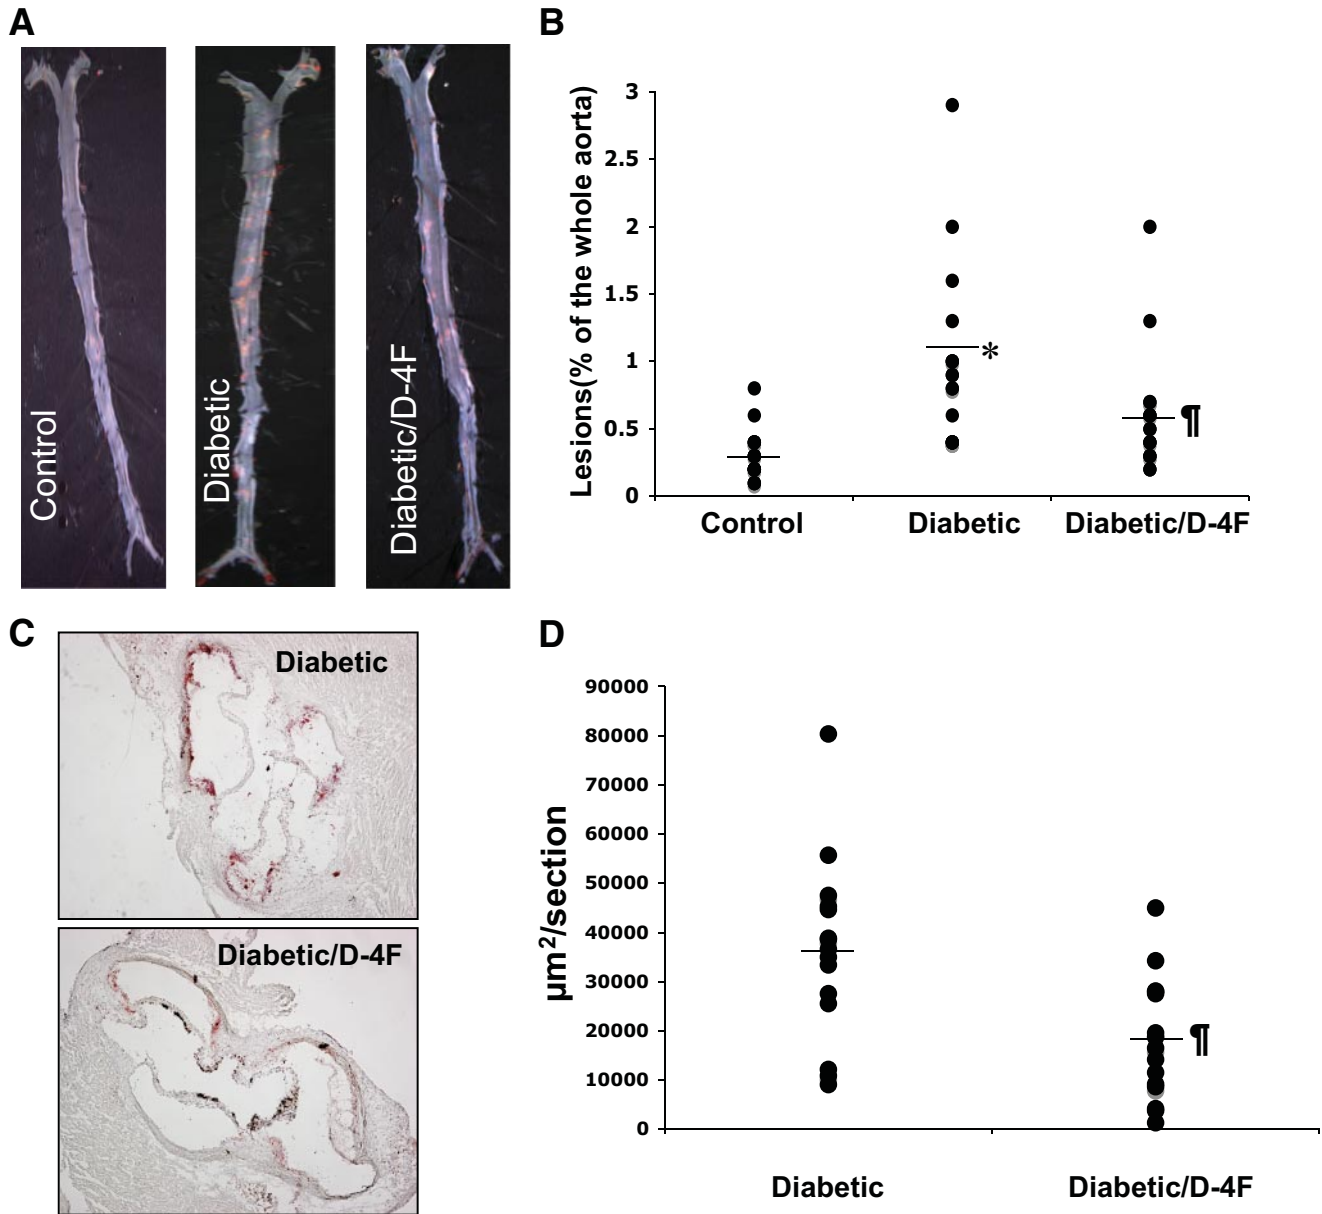 A
Control
Diabetic
Diabetic/D-4F
B
Lesions(% of the whole aorta)
3
2.5
2
1.5
1
0.5
0
*
¶
Control
Diabetic
Diabetic/D-4F
C
Diabetic
Diabetic/D-4F
D
µm²/section
90000
80000
70000
60000
50000
40000
30000
20000
10000
0
¶
Diabetic
Diabetic/D-4F